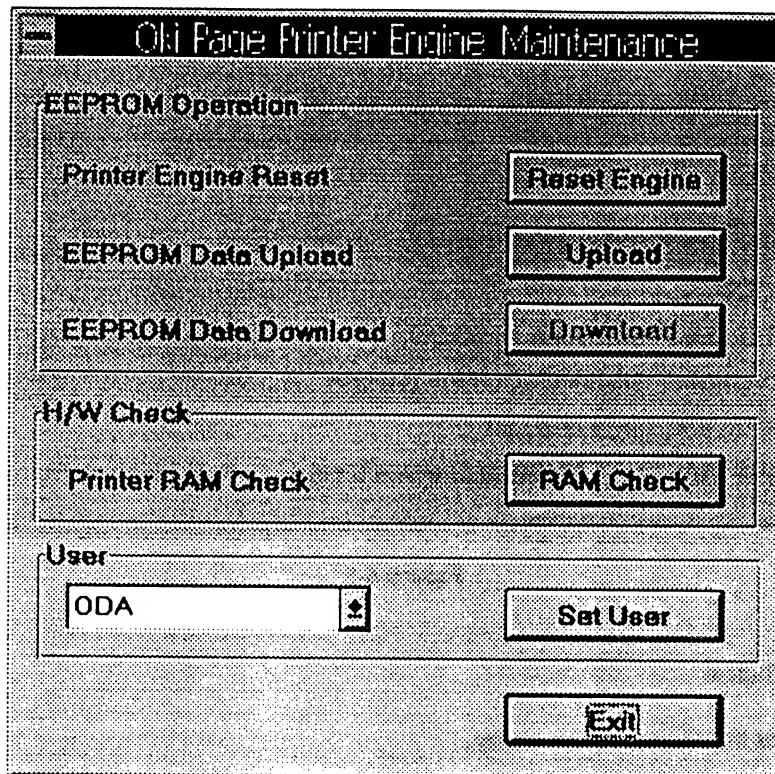 Oki Page Printer Engine Maintenance
EEPROM Operation
Printer Engine Reset Reset Engine
EEPROM Data Upload Upload
EEPROM Data Download Download
H/W Check
Printer RAM Check RAM Check
User
ODA Set User
Exit